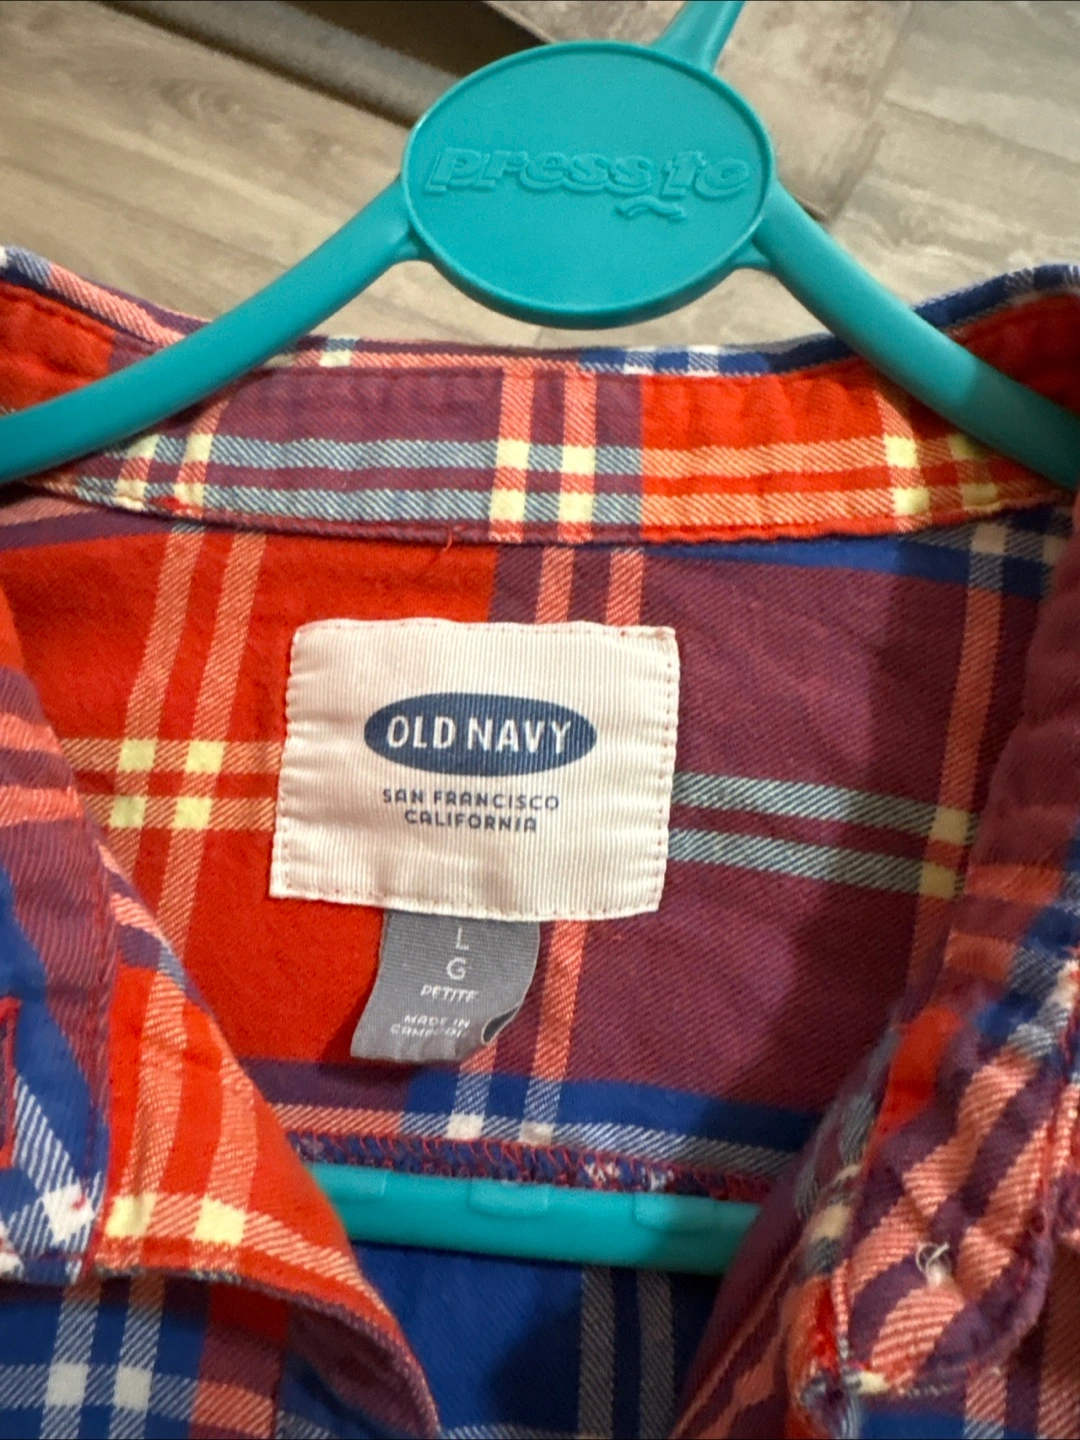 pressto
OLD NAVY
SAN FRANCISCO
CALIFORNIA
L
G
PETITE
MADE IN